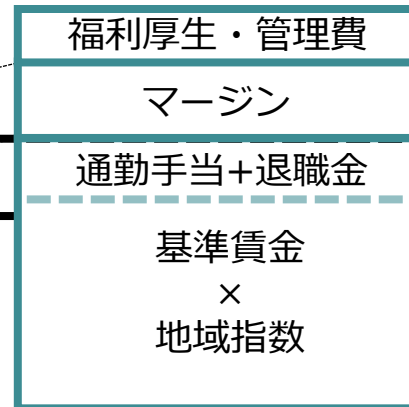 福利厚生・管理費
マージン
通勤手当+退職金
基準賃金
×
地域指数